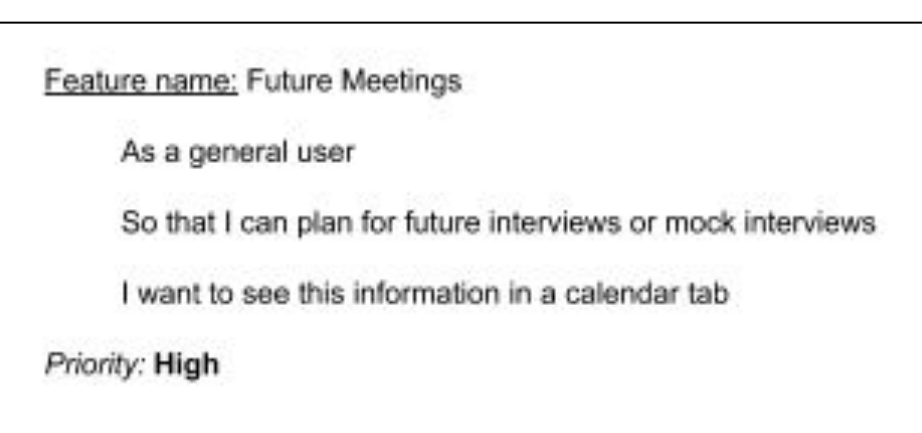 Feature name: Future Meetings
As a general user
So that I can plan for future interviews or mock interviews
I want to see this information in a calendar tab
Priority: High